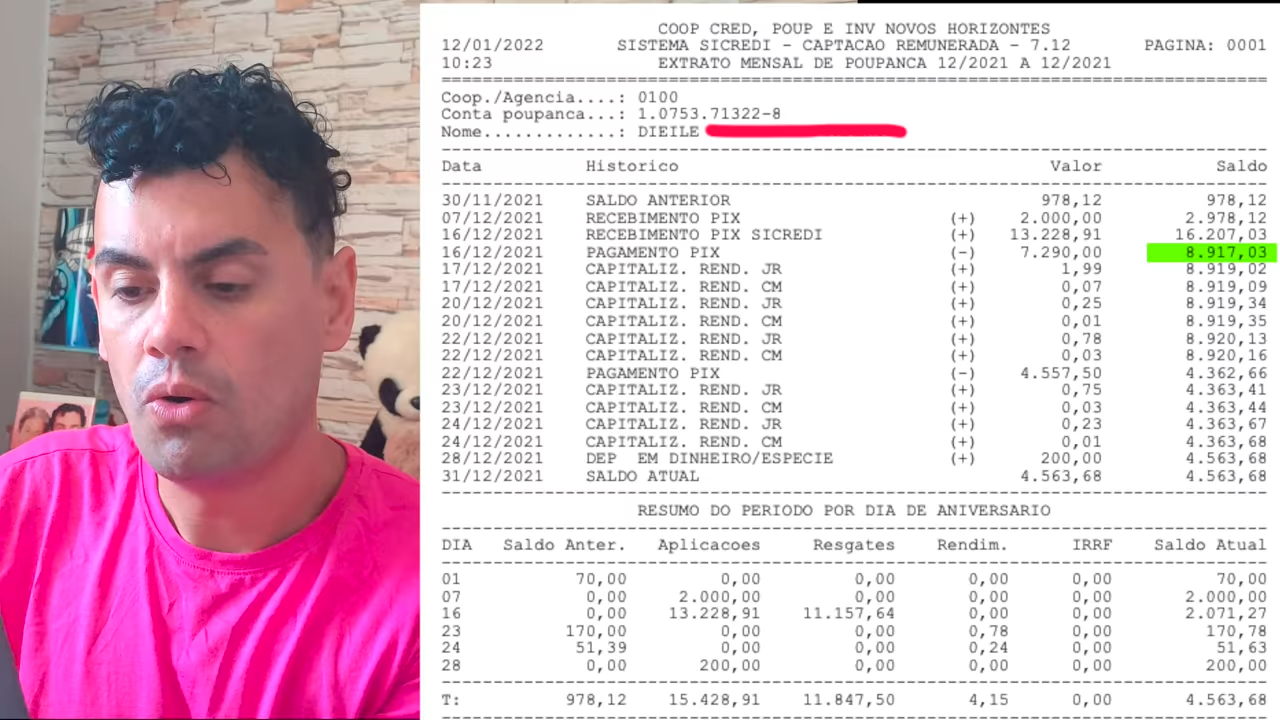 COOP CRED, POUP E INV NOVOS HORIZONTES
12/01/2022 SISTEMA SICREDI - CAPTACAO REMUNERADA - 7.12 PAGINA: 0001
10:23 EXTRATO MENSAL DE POUPANCA 12/2021 A 12/2021
Coop./Agencia....: 0100
Conta poupanca...: 1.0753.71322-8
Nome.............: DIEILE
Data Historico Valor Saldo
30/11/2021 SALDO ANTERIOR 978,12 978,12
07/12/2021 RECEBIMENTO PIX (+) 2.000,00 2.978,12
16/12/2021 RECEBIMENTO PIX SICREDI (+) 13.228,91 16.207,03
16/12/2021 PAGAMENTO PIX (-) 7.290,00 8.917,03
17/12/2021 CAPITALIZ. REND. JR (+) 1,99 8.919,02
17/12/2021 CAPITALIZ. REND. CM (+) 0,07 8.919,09
20/12/2021 CAPITALIZ. REND. JR (+) 0,25 8.919,34
20/12/2021 CAPITALIZ. REND. CM (+) 0,01 8.919,35
22/12/2021 CAPITALIZ. REND. JR (+) 0,78 8.920,13
22/12/2021 CAPITALIZ. REND. CM (+) 0,03 8.920,16
22/12/2021 PAGAMENTO PIX (-) 4.557,50 4.362,66
23/12/2021 CAPITALIZ. REND. JR (+) 0,75 4.363,41
23/12/2021 CAPITALIZ. REND. CM (+) 0,03 4.363,44
24/12/2021 CAPITALIZ. REND. JR (+) 0,23 4.363,67
24/12/2021 CAPITALIZ. REND. CM (+) 0,01 4.363,68
28/12/2021 DEP EM DINHEIRO/ESPECIE (+) 200,00 4.563,68
31/12/2021 SALDO ATUAL 4.563,68 4.563,68
RESUMO DO PERIODO POR DIA DE ANIVERSARIO
DIA Saldo Anter. Aplicacoes Resgates Rendim. IRRF Saldo Atual
01 70,00 0,00 0,00 0,00 0,00 70,00
07 0,00 2.000,00 0,00 0,00 0,00 2.000,00
16 0,00 13.228,91 11.157,64 0,00 0,00 2.071,27
23 170,00 0,00 0,00 0,78 0,00 170,78
24 51,39 0,00 0,00 0,24 0,00 51,63
28 0,00 200,00 0,00 0,00 0,00 200,00
T: 978,12 15.428,91 11.847,50 4,15 0,00 4.563,68